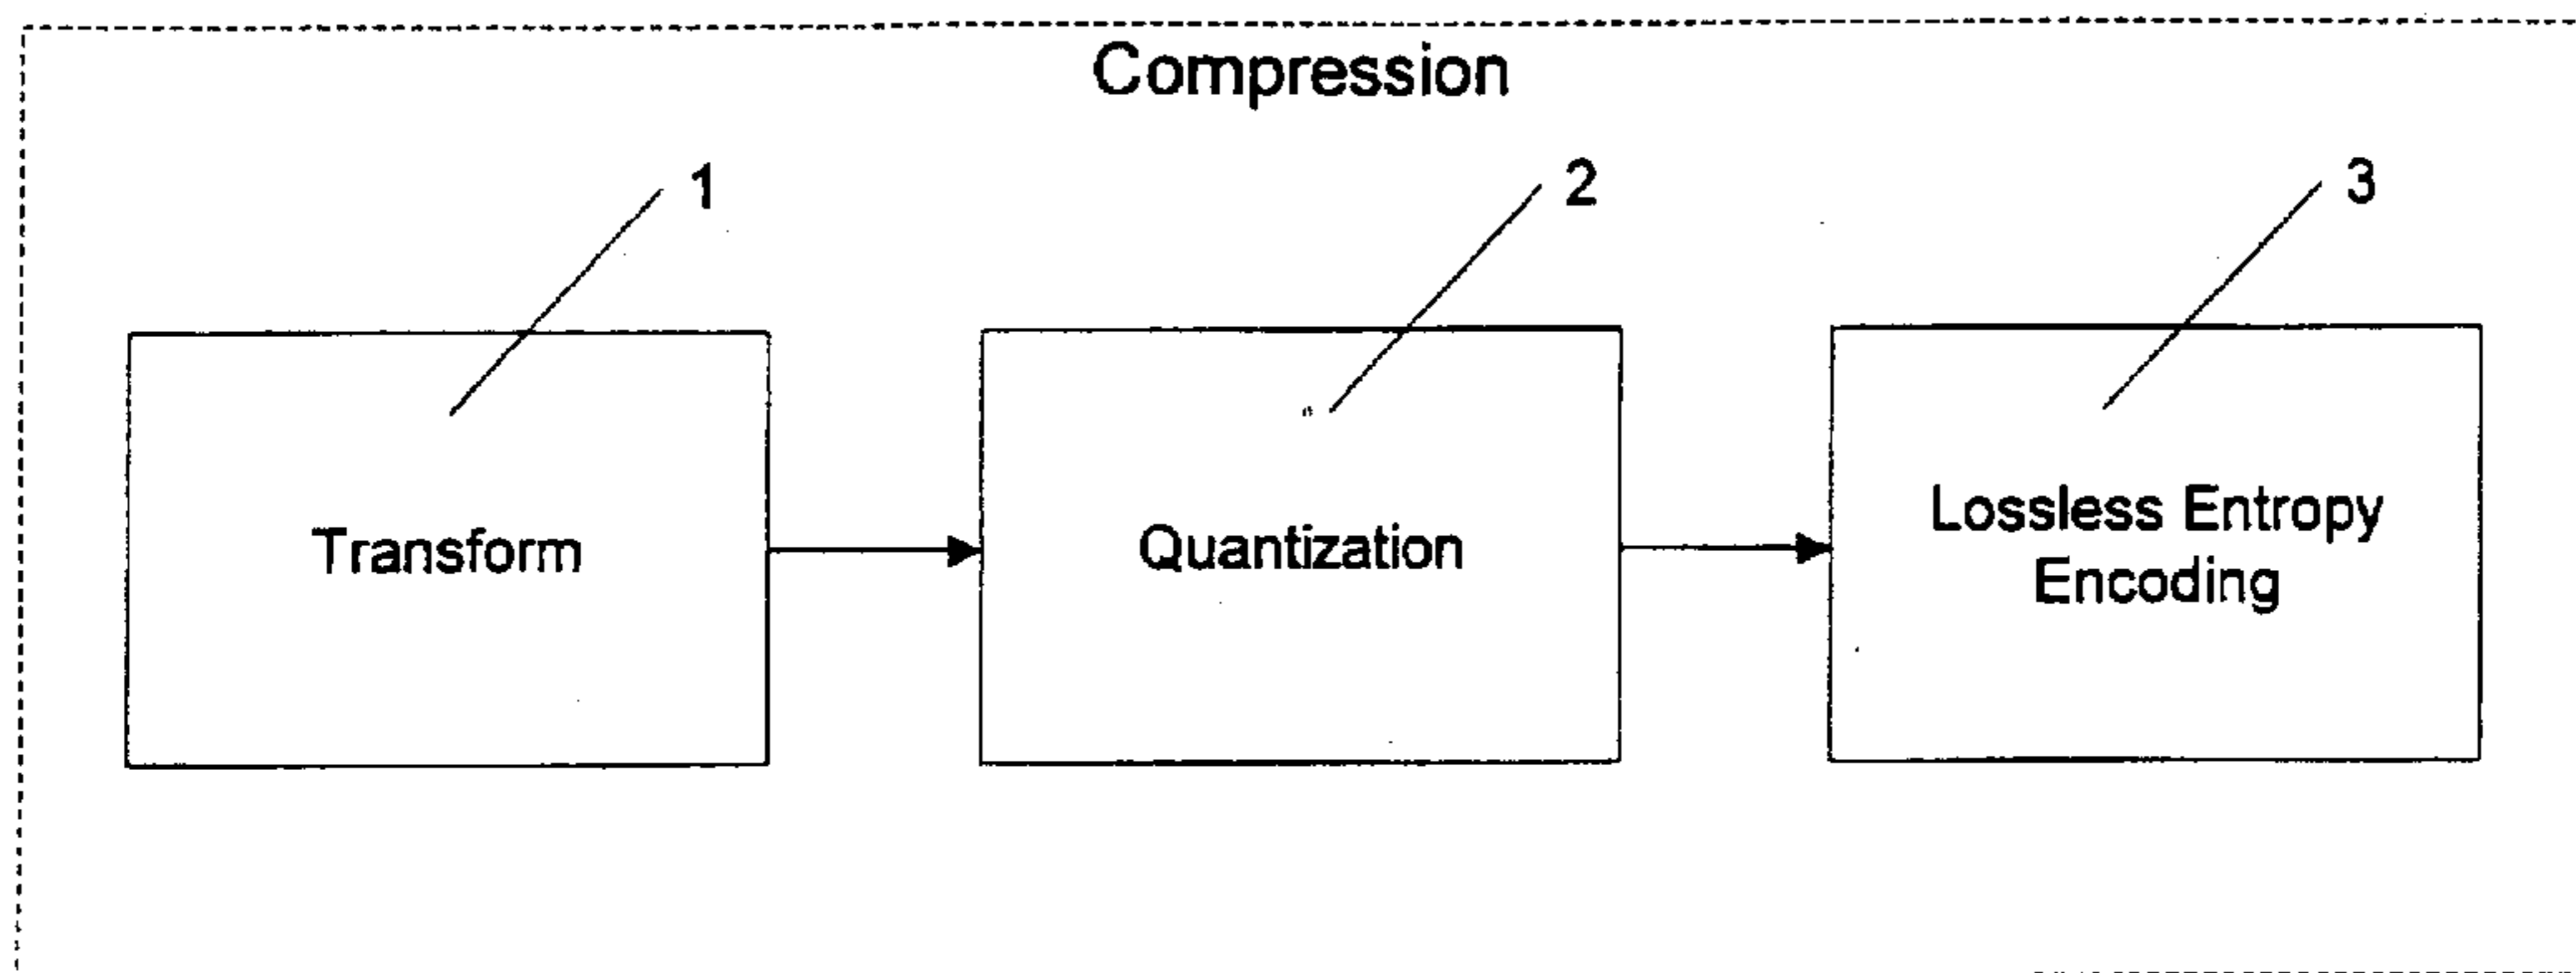 Compression
1
2
3
Transform
Quantization
Lossless Entropy
Encoding